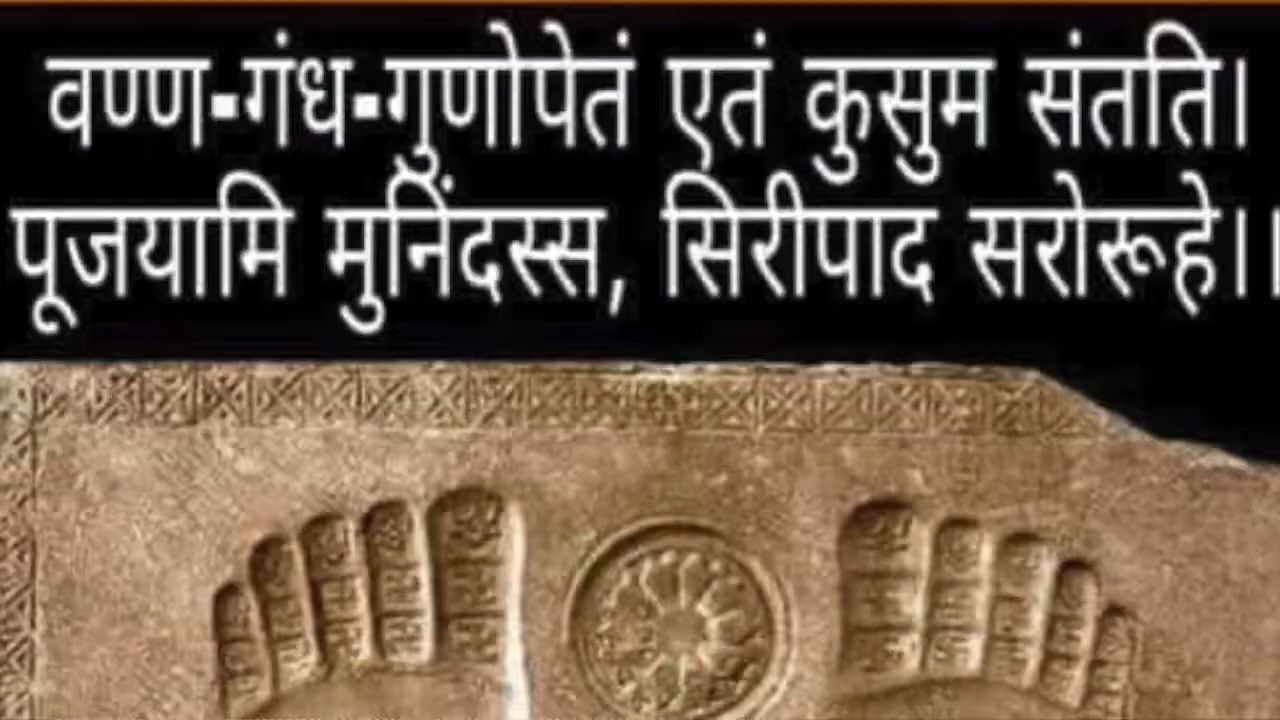 वण्ण-गंध-गुणोपेतं एतं कुसुम संतति।
पूजयामि मुनिंदस्स, सिरीपाद सरोरूहे।।